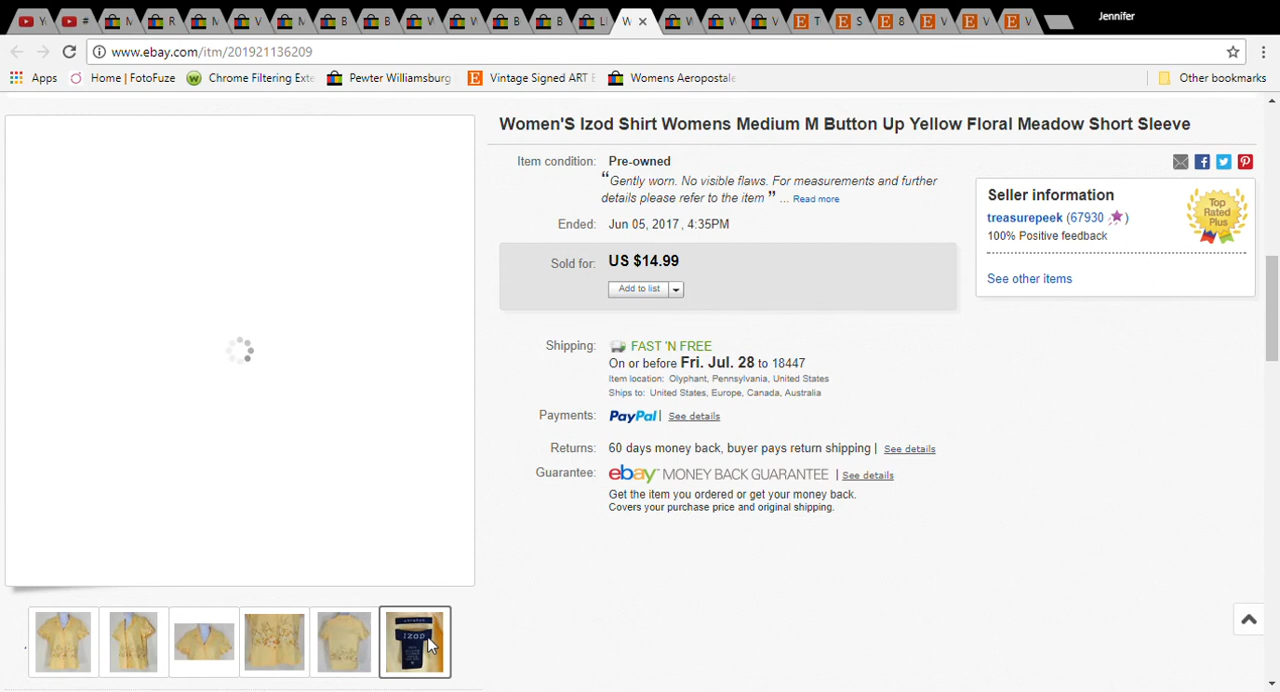 Jennifer
www.ebay.com/itm/201921136209
Apps
Home | FotoFuze
Chrome Filtering Exte
Pewter Williamsburg
Vintage Signed ART E
Womens Aeropostale
Other bookmarks
Women'S Izod Shirt Womens Medium M Button Up Yellow Floral Meadow Short Sleeve
Item condition: Pre-owned
“Gently worn. No visible flaws. For measurements and further
details please refer to the item ” ... Read more
Ended: Jun 05, 2017 , 4:35PM
Sold for: US $14.99
Add to list
Seller information
treasurepeek (67930 )
100% Positive feedback
Top
Rated
Plus
See other items
Shipping: FAST 'N FREE
On or before Fri. Jul. 28 to 18447
Item location: Olyphant, Pennsylvania, United States
Ships to: United States, Europe, Canada, Australia
Payments: PayPal | See details
Returns: 60 days money back, buyer pays return shipping | See details
Guarantee: ebay MONEY BACK GUARANTEE | See details
Get the item you ordered or get your money back.
Covers your purchase price and original shipping.
IZOD